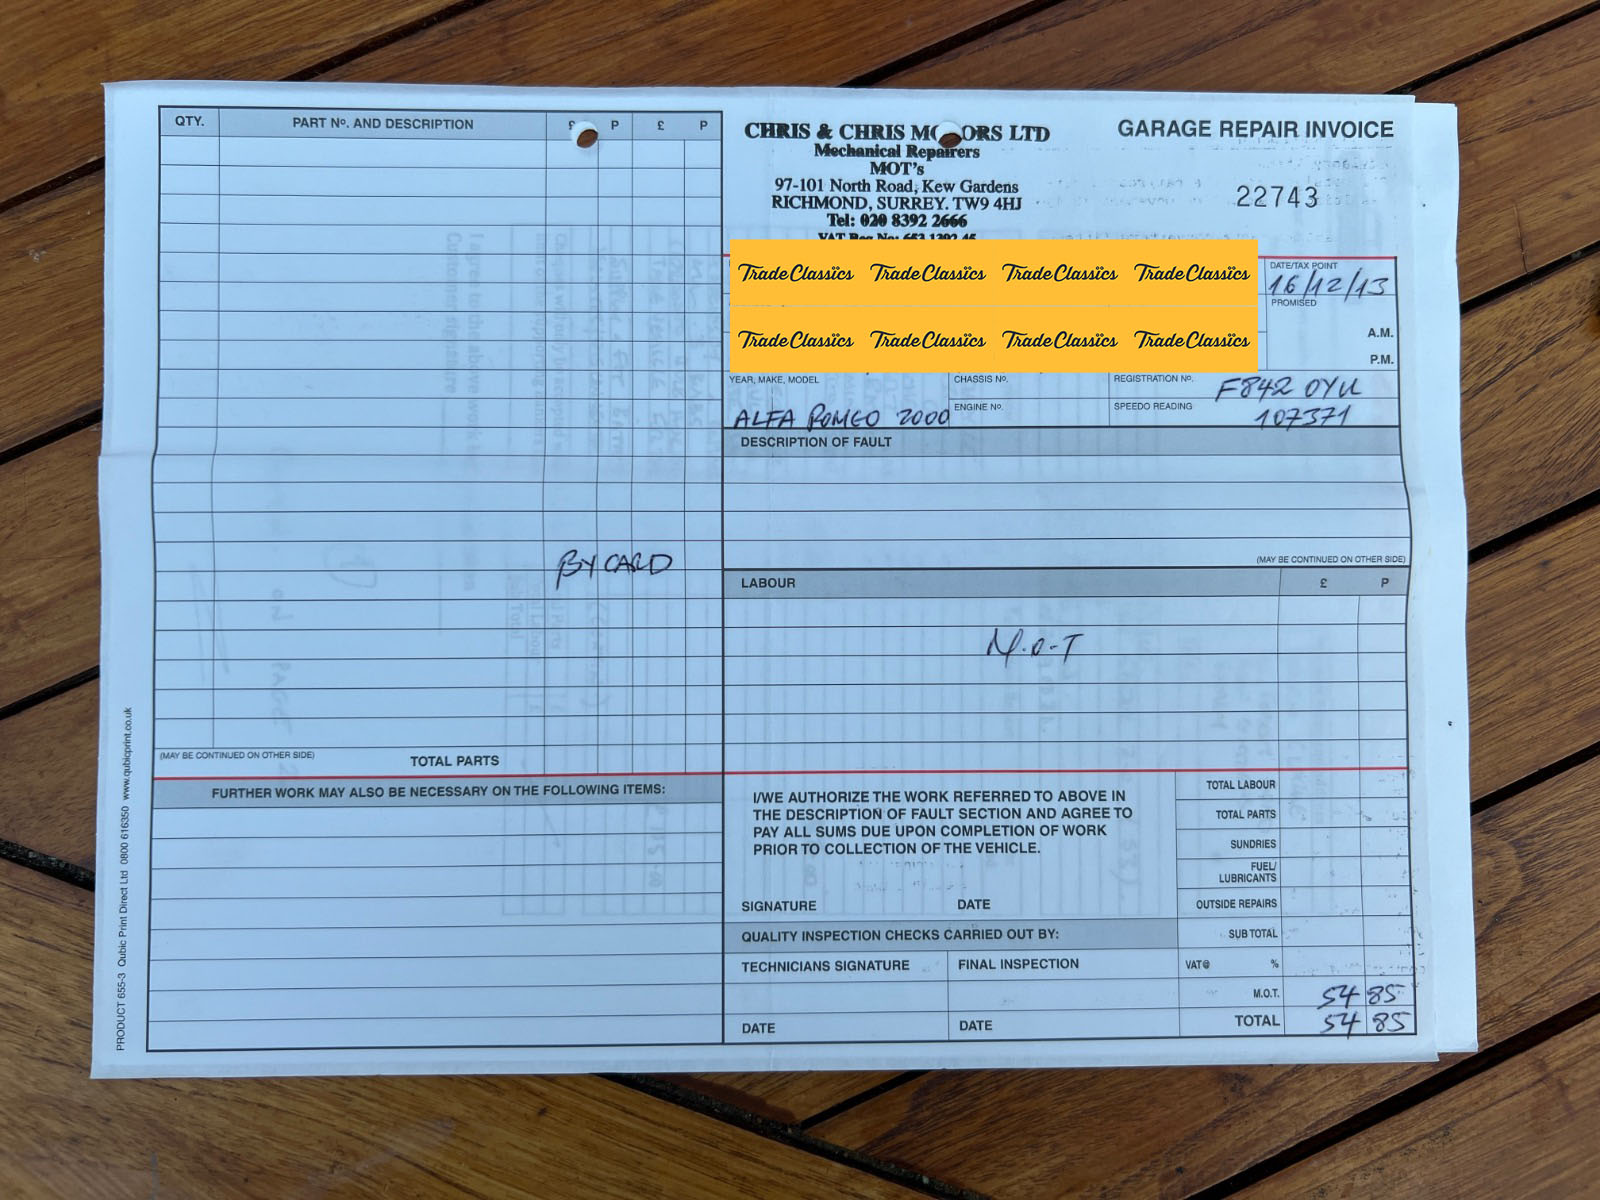 QTY.
PART No. AND DESCRIPTION
£ P £ P
BY CARD
(MAY BE CONTINUED ON OTHER SIDE)
TOTAL PARTS
FURTHER WORK MAY ALSO BE NECESSARY ON THE FOLLOWING ITEMS:
PRODUCT 655-3 Qubic Print Direct Ltd 0800 616350 www.qubicprint.co.uk
CHRIS & CHRIS MO ORS LTD
Mechanical Repairers
MOT's
97-101 North Road, Kew Gardens
RICHMOND, SURREY. TW9 4HJ
Tel: 020 8392 2666
VAT Reg No: 653 1392 45
GARAGE REPAIR INVOICE
22743
TradeClassics TradeClassics TradeClassics TradeClassics
TradeClassics TradeClassics TradeClassics TradeClassics
DATE/TAX POINT
16/12/13
PROMISED
A.M.
P.M.
YEAR, MAKE, MODEL
ALFA ROMEO 2000
CHASSIS No.
ENGINE No.
REGISTRATION No. F842 OYU
SPEEDO READING 107371
DESCRIPTION OF FAULT
(MAY BE CONTINUED ON OTHER SIDE)
LABOUR £ P
M.O.T
I/WE AUTHORIZE THE WORK REFERRED TO ABOVE IN
THE DESCRIPTION OF FAULT SECTION AND AGREE TO
PAY ALL SUMS DUE UPON COMPLETION OF WORK
PRIOR TO COLLECTION OF THE VEHICLE.
SIGNATURE DATE
QUALITY INSPECTION CHECKS CARRIED OUT BY:
TECHNICIANS SIGNATURE FINAL INSPECTION
DATE DATE
TOTAL LABOUR
TOTAL PARTS
SUNDRIES
FUEL/
LUBRICANTS
OUTSIDE REPAIRS
SUB TOTAL
VAT@ %
M.O.T. 54 85
TOTAL 54 85